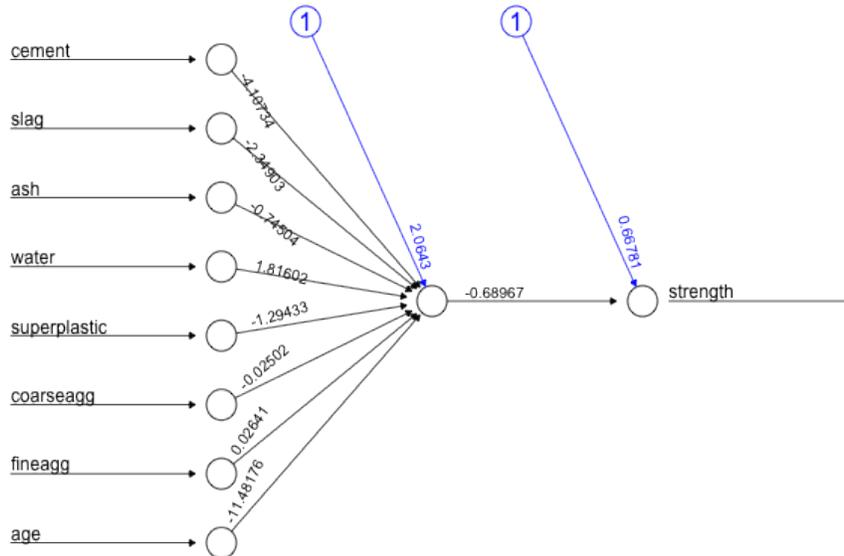 1
1
cement
-4.10734
slag
-2.34903
ash
-0.74504
water
1.81602
2.0643
0.66781
superplastic
-1.29433
-0.68967
strength
coarseagg
-0.02502
fineagg
0.02641
age
-11.48176